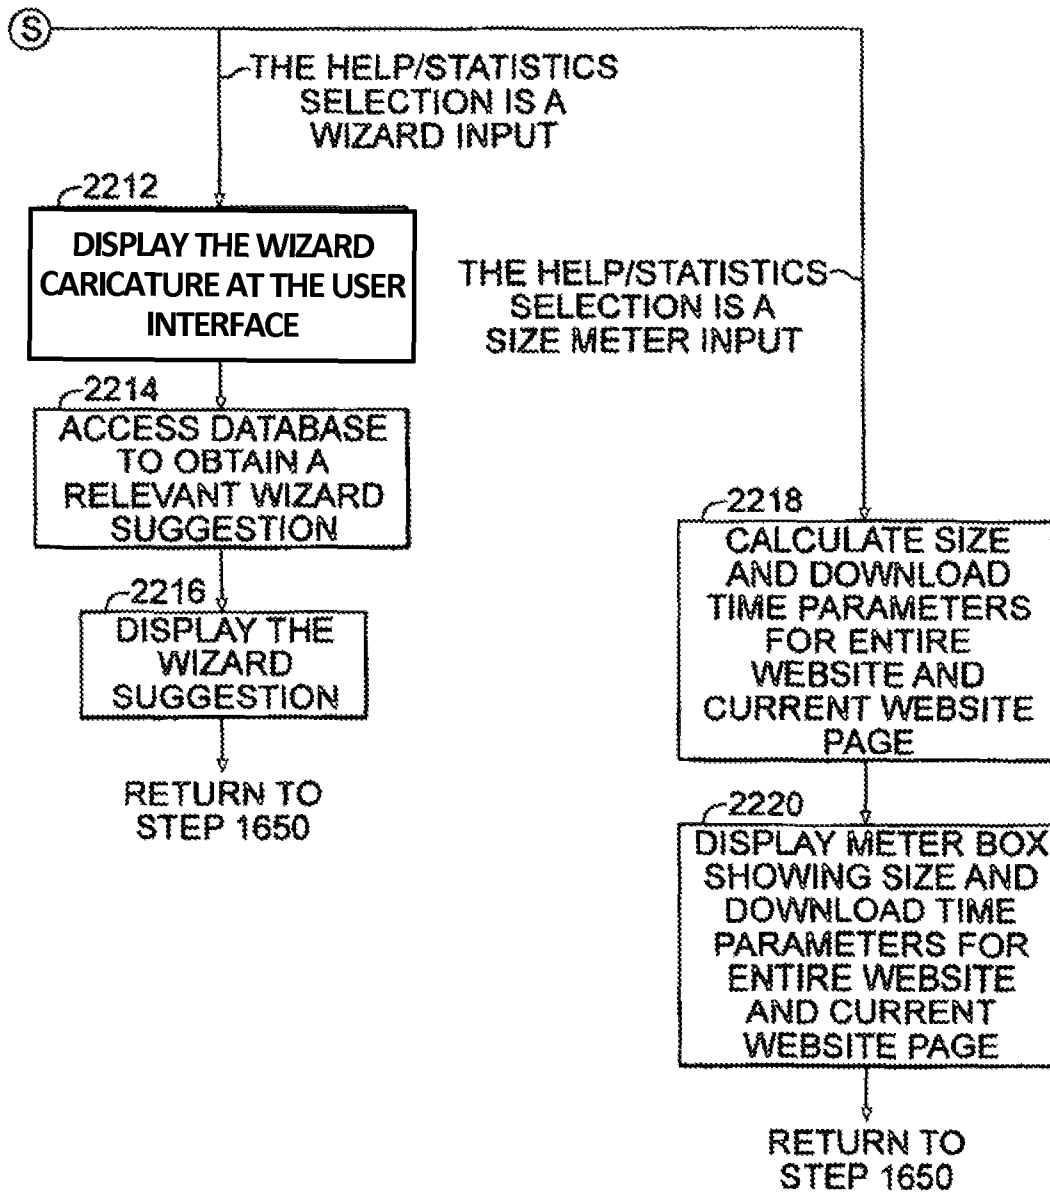 S
THE HELP/STATISTICS
SELECTION IS A
WIZARD INPUT
2212
DISPLAY THE WIZARD
CARICATURE AT THE USER
INTERFACE
2214
ACCESS DATABASE
TO OBTAIN A
RELEVANT WIZARD
SUGGESTION
2216
DISPLAY THE
WIZARD
SUGGESTION
RETURN TO
STEP 1650
THE HELP/STATISTICS
SELECTION IS A
SIZE METER INPUT
2218
CALCULATE SIZE
AND DOWNLOAD
TIME PARAMETERS
FOR ENTIRE
WEBSITE AND
CURRENT WEBSITE
PAGE
2220
DISPLAY METER BOX
SHOWING SIZE AND
DOWNLOAD TIME
PARAMETERS FOR
ENTIRE WEBSITE
AND CURRENT
WEBSITE PAGE
RETURN TO
STEP 1650